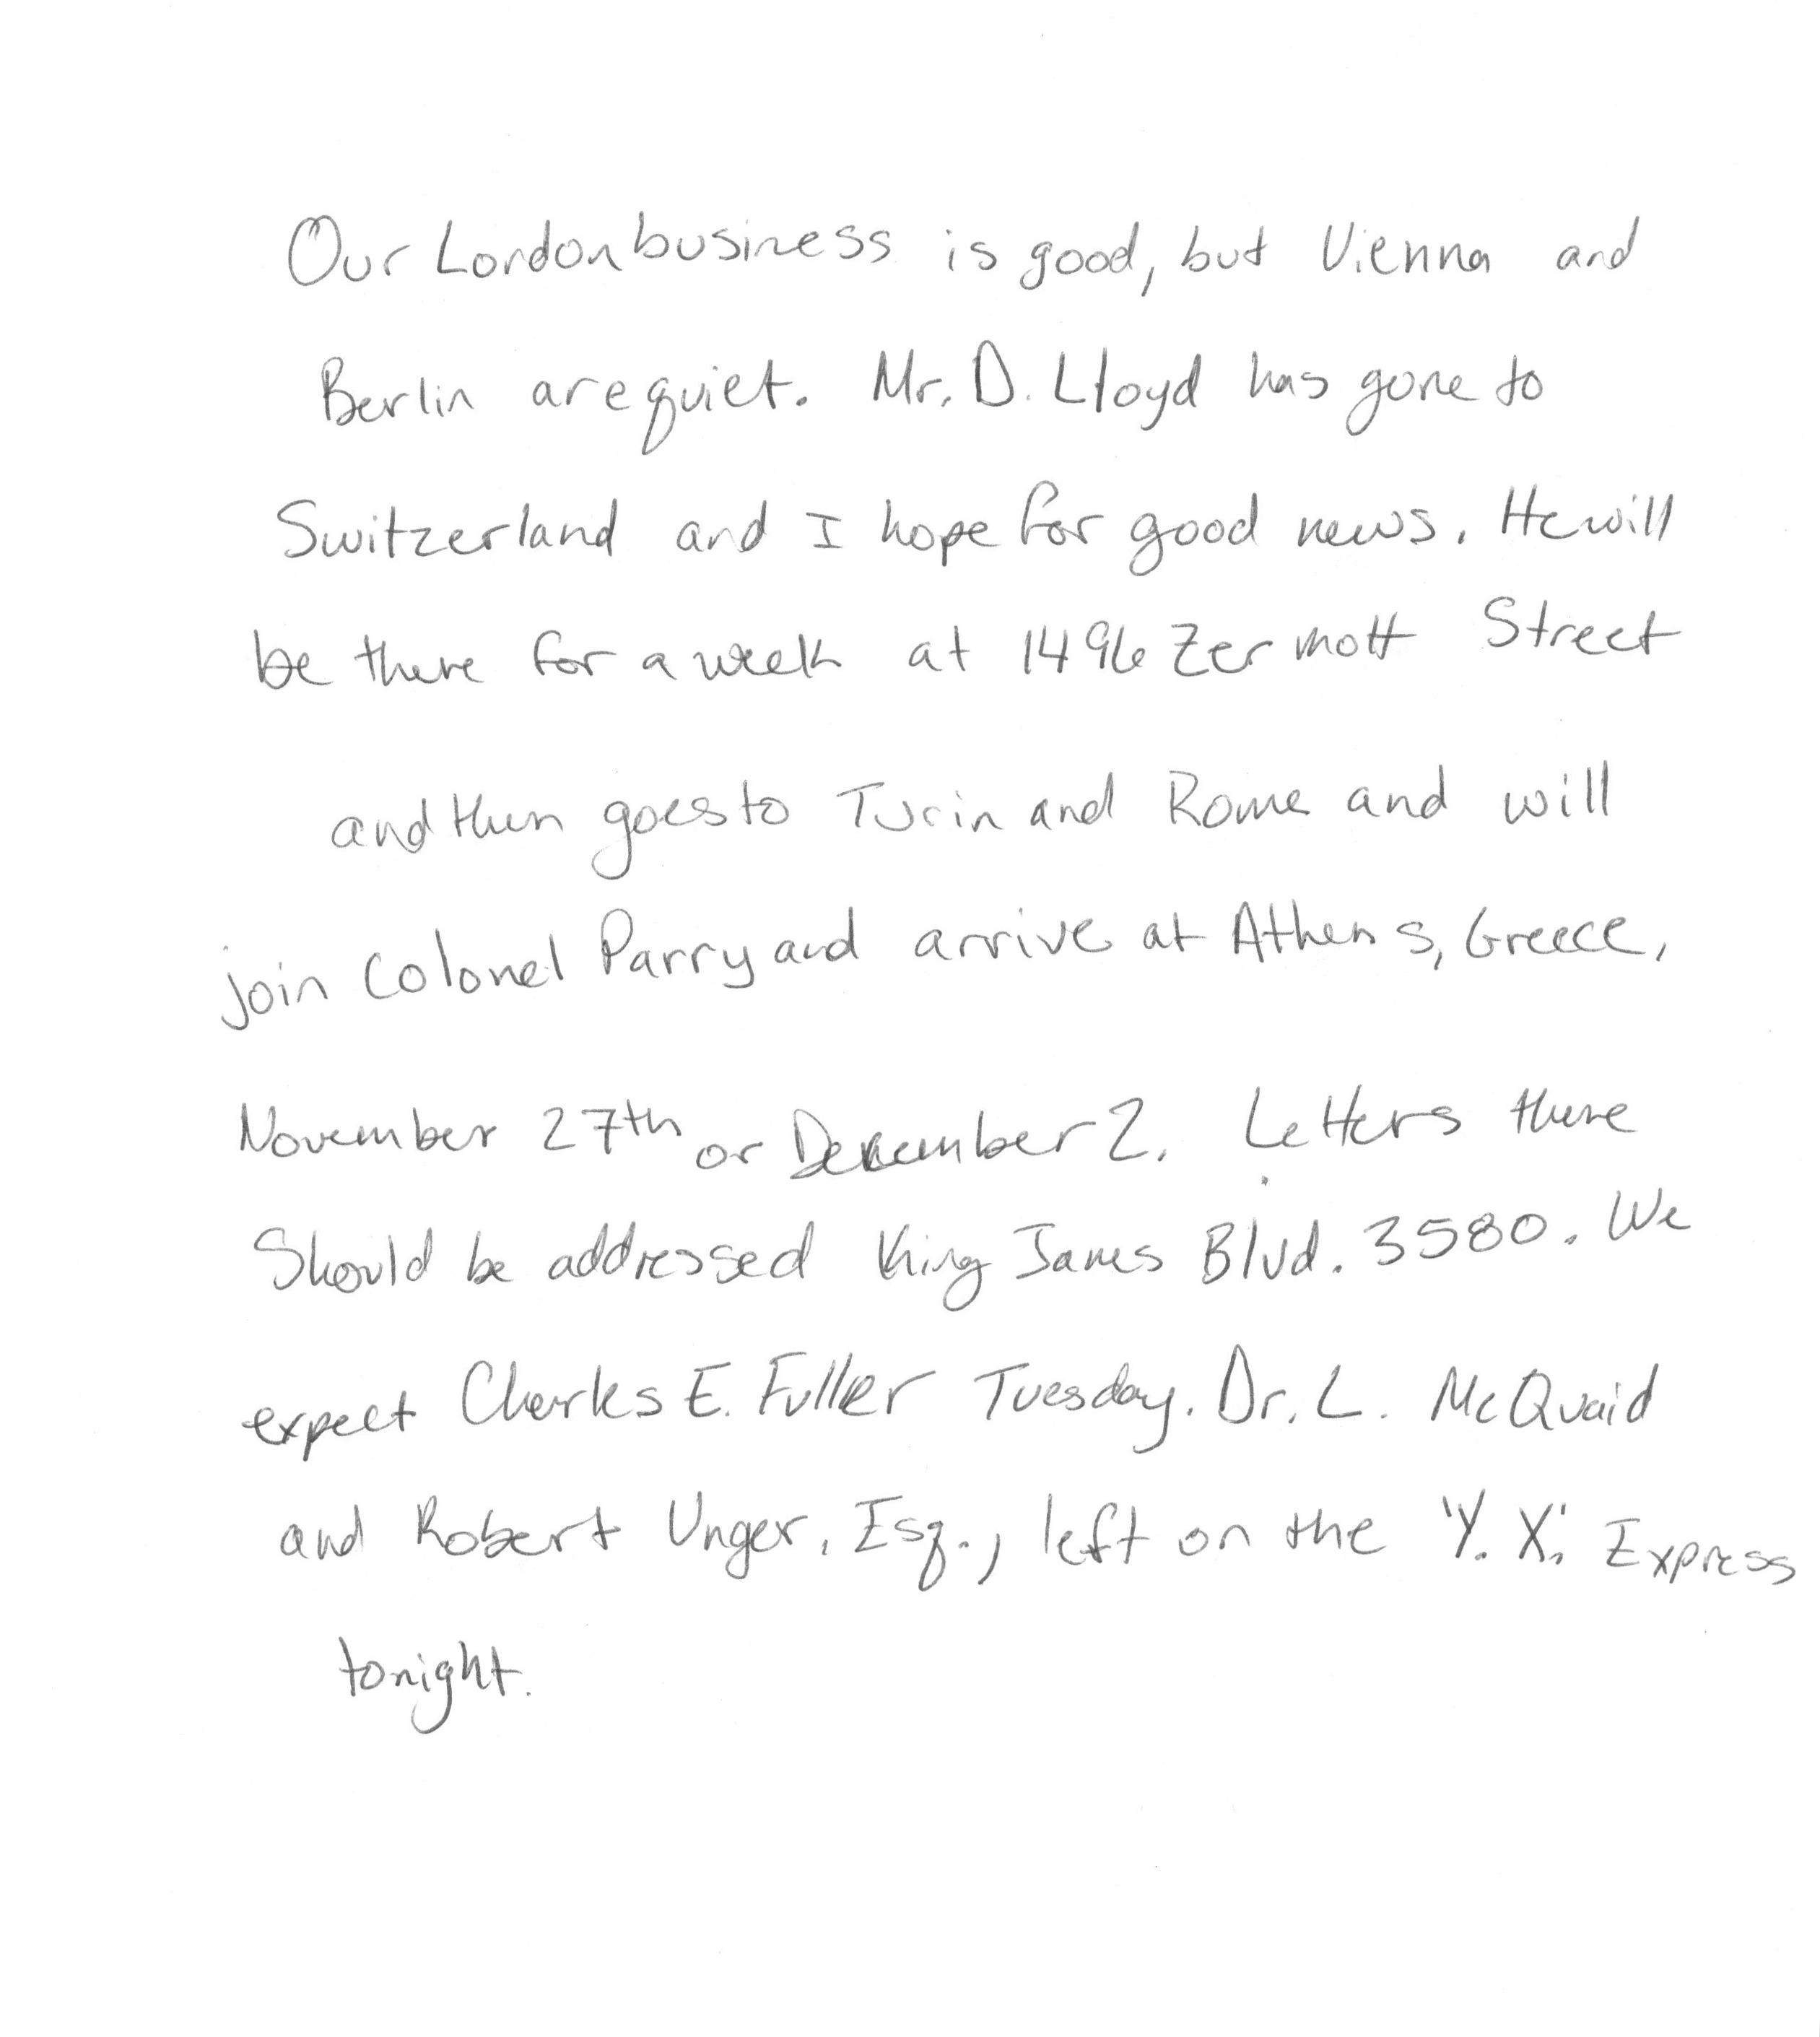 Our London business is good, but Vienna and
Berlin are quiet. Mr. D. Lloyd has gone to
Switzerland and I hope for good news. He will
be there for a week at 1496 Zermott Street
and then goes to Turin and Rome and will
join Colonel Parry and arrive at Athens, Greece,
November 27th or December 2. Letters there
Should be addressed King James Blvd. 3580. We
expect Charles E. Fuller Tuesday. Dr. L. McQuaid
and Robert Unger, Esq., left on the 'Y. X.' Express
tonight.